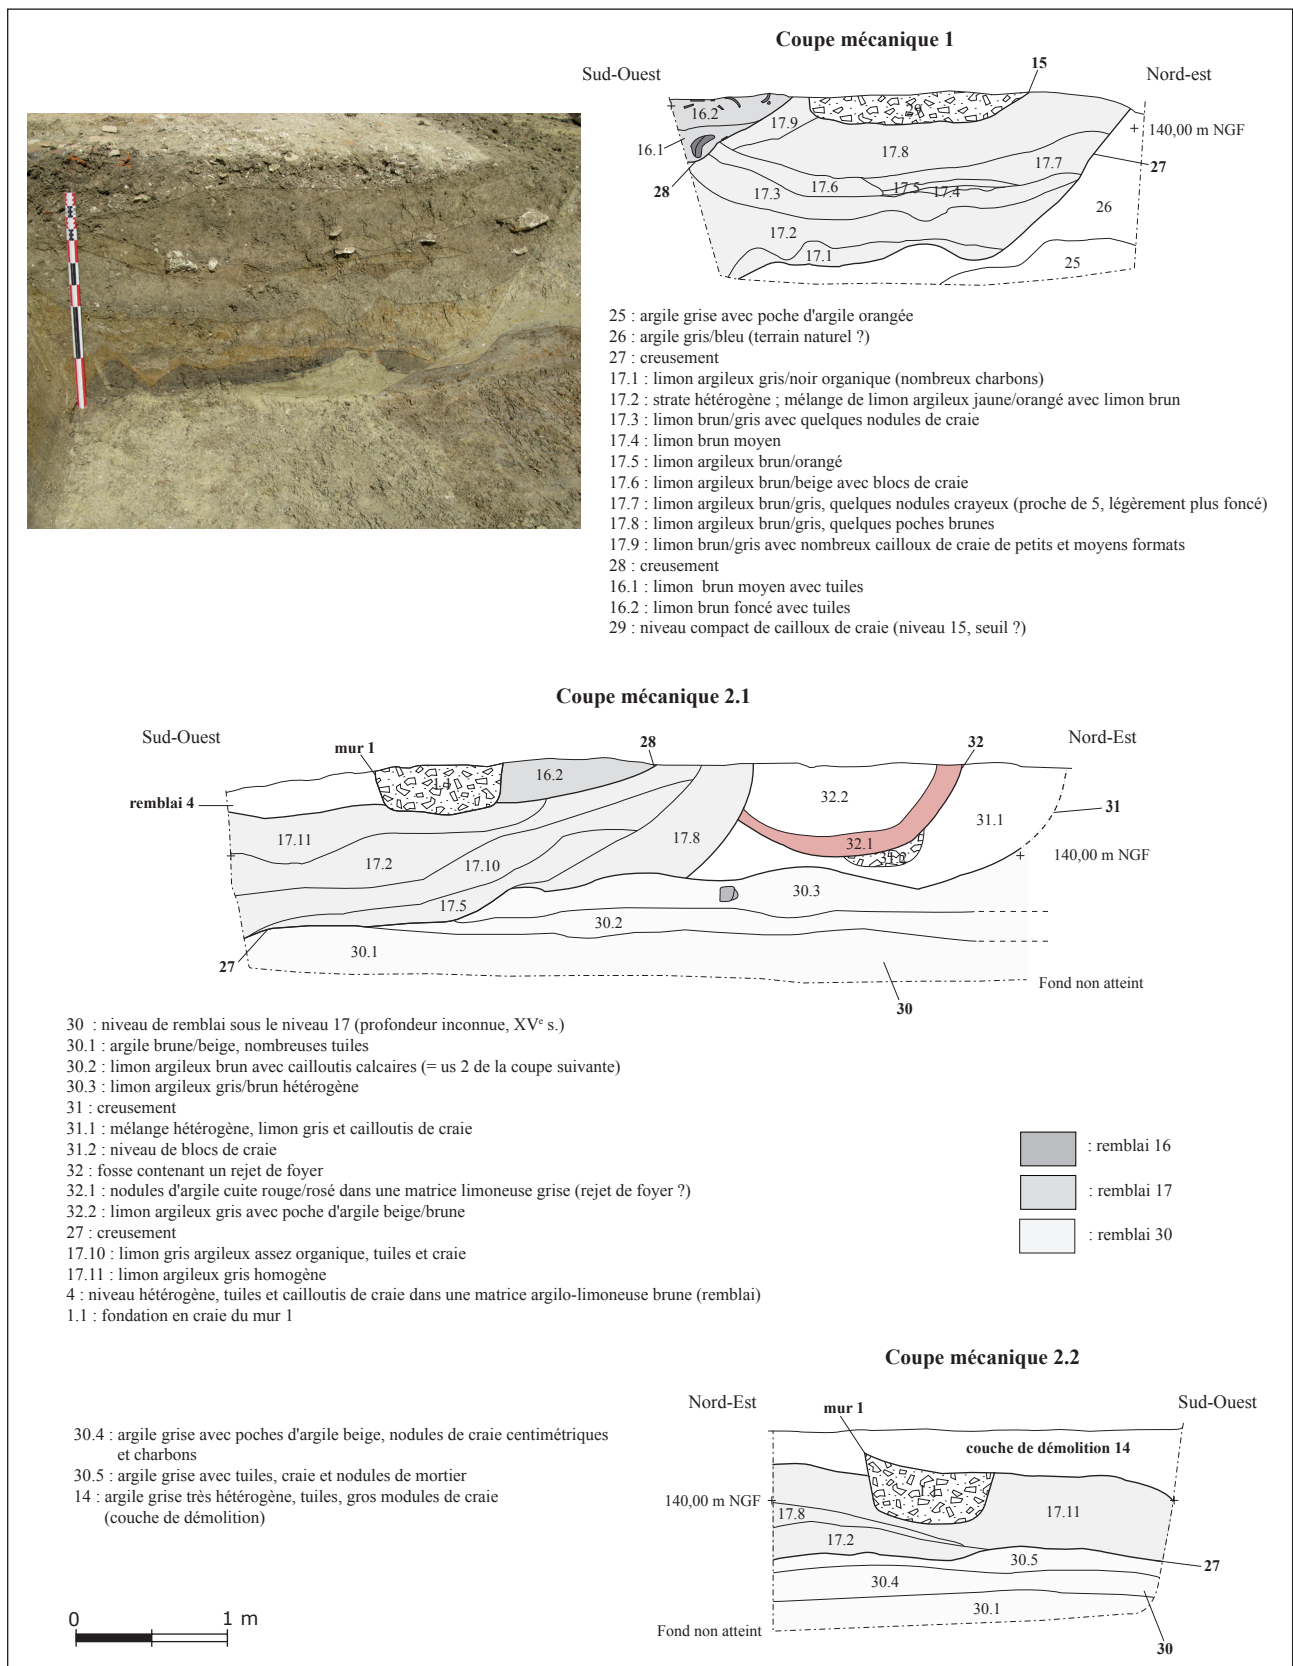 Coupe mécanique 1
Sud-Ouest
15
Nord-est
16.2
29
17.9
140,00 m NGF
16.1
17.8
17.7
27
28
17.3
17.6
17.5
17.4
26
17.2
17.1
25
25 : argile grise avec poche d'argile orangée
26 : argile gris/bleu (terrain naturel ?)
27 : creusement
17.1 : limon argileux gris/noir organique (nombreux charbons)
17.2 : strate hétérogène ; mélange de limon argileux jaune/orangé avec limon brun
17.3 : limon brun/gris avec quelques nodules de craie
17.4 : limon brun moyen
17.5 : limon argileux brun/orangé
17.6 : limon argileux brun/beige avec blocs de craie
17.7 : limon argileux brun/gris, quelques nodules crayeux (proche de 5, légèrement plus foncé)
17.8 : limon argileux brun/gris, quelques poches brunes
17.9 : limon brun/gris avec nombreux cailloux de craie de petits et moyens formats
28 : creusement
16.1 : limon brun moyen avec tuiles
16.2 : limon brun foncé avec tuiles
29 : niveau compact de cailloux de craie (niveau 15, seuil ?)
Coupe mécanique 2.1
Sud-Ouest
mur 1
28
32
Nord-Est
1.1
16.2
remblai 4
32.2
31.1
31
17.11
17.2
17.10
17.8
32.1
31.2
140,00 m NGF
30.3
17.5
30.2
27
30.1
Fond non atteint
30
30 : niveau de remblai sous le niveau 17 (profondeur inconnue, XVe s.)
30.1 : argile brune/beige, nombreuses tuiles
30.2 : limon argileux brun avec cailloutis calcaires (= us 2 de la coupe suivante)
30.3 : limon argileux gris/brun hétérogène
31 : creusement
31.1 : mélange hétérogène, limon gris et cailloutis de craie
31.2 : niveau de blocs de craie
32 : fosse contenant un rejet de foyer
32.1 : nodules d'argile cuite rouge/rosé dans une matrice limoneuse grise (rejet de foyer ?)
32.2 : limon argileux gris avec poche d'argile beige/brune
27 : creusement
17.10 : limon gris argileux assez organique, tuiles et craie
17.11 : limon argileux gris homogène
4 : niveau hétérogène, tuiles et cailloutis de craie dans une matrice argilo-limoneuse brune (remblai)
1.1 : fondation en craie du mur 1
: remblai 16
: remblai 17
: remblai 30
Coupe mécanique 2.2
Nord-Est
mur 1
Sud-Ouest
couche de démolition 14
140,00 m NGF
1.1
17.8
17.11
17.2
30.5
27
30.4
30.1
Fond non atteint
30
30.4 : argile grise avec poches d'argile beige, nodules de craie centimétriques
et charbons
30.5 : argile grise avec tuiles, craie et nodules de mortier
14 : argile grise très hétérogène, tuiles, gros modules de craie
(couche de démolition)
0
1 m